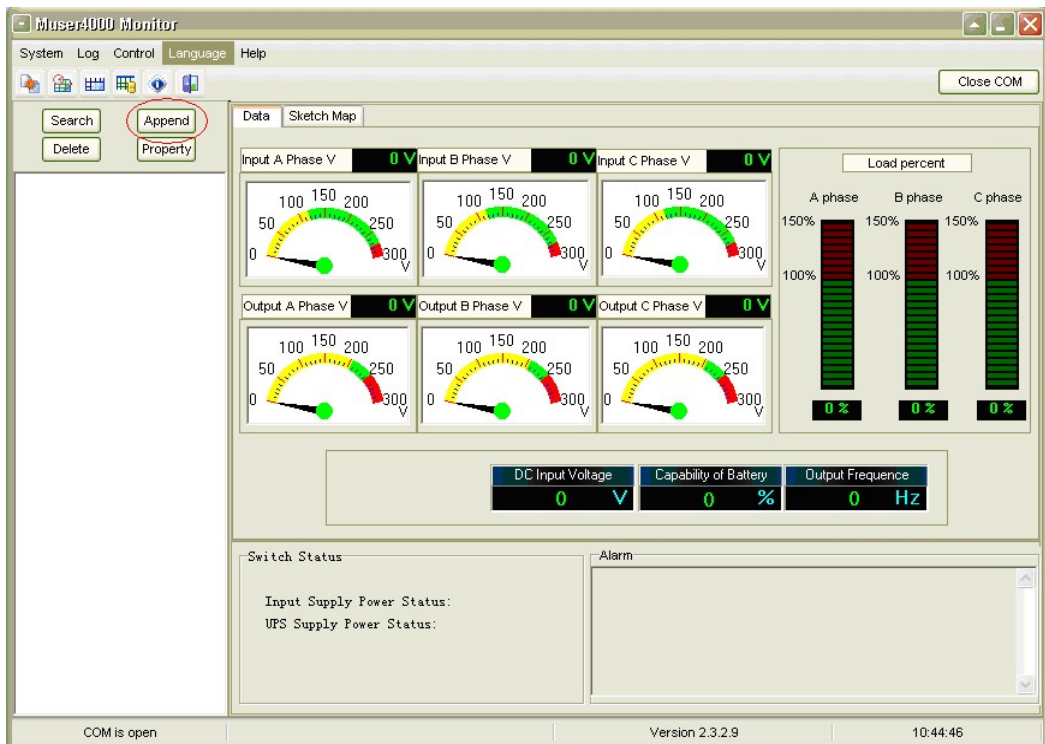 Muser4000 Monitor
System Log Control Language Help
Close COM
Search Append
Delete Property
Data Sketch Map
Input A Phase V 0 V Input B Phase V 0 V Input C Phase V 0 V
0 50 100 150 200 250 300 V
0 50 100 150 200 250 300 V
0 50 100 150 200 250 300 V
Output A Phase V 0 V Output B Phase V 0 V Output C Phase V 0 V
0 50 100 150 200 250 300 V
0 50 100 150 200 250 300 V
0 50 100 150 200 250 300 V
Load percent
A phase B phase C phase
150% 150% 150%
100% 100% 100%
0 % 0 % 0 %
DC Input Voltage Capability of Battery Output Frequence
0 V 0 % 0 Hz
Switch Status
Input Supply Power Status:
UPS Supply Power Status:
Alarm
COM is open Version 2.3.2.9 10:44:46